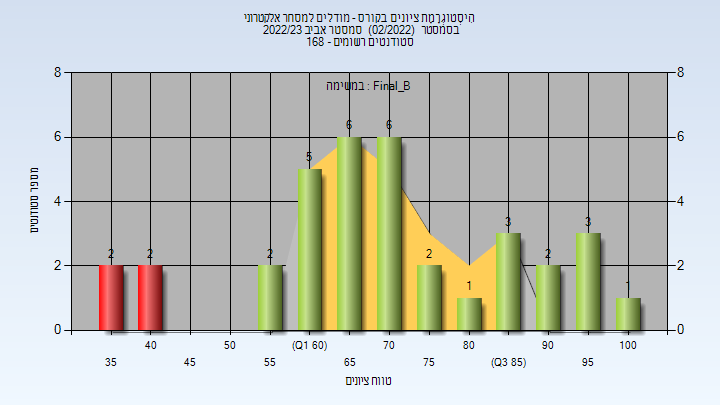 היסטוגרמת ציונים בקורס - מודלים למסחר אלקטרוני
בסמסטר (02/2022) סמסטר אביב 2022/23
סטודנטים רשומים - 168
במשימה : Final_B
8 8
6 6
4 4
2 2
0 0
מספר סטודנטים
2 2 2 5 6 6 2 1 3 2 3 1
40 50 (Q1 60) 70 80 90 100
35 45 55 65 75 (Q3 85) 95
טווח ציונים